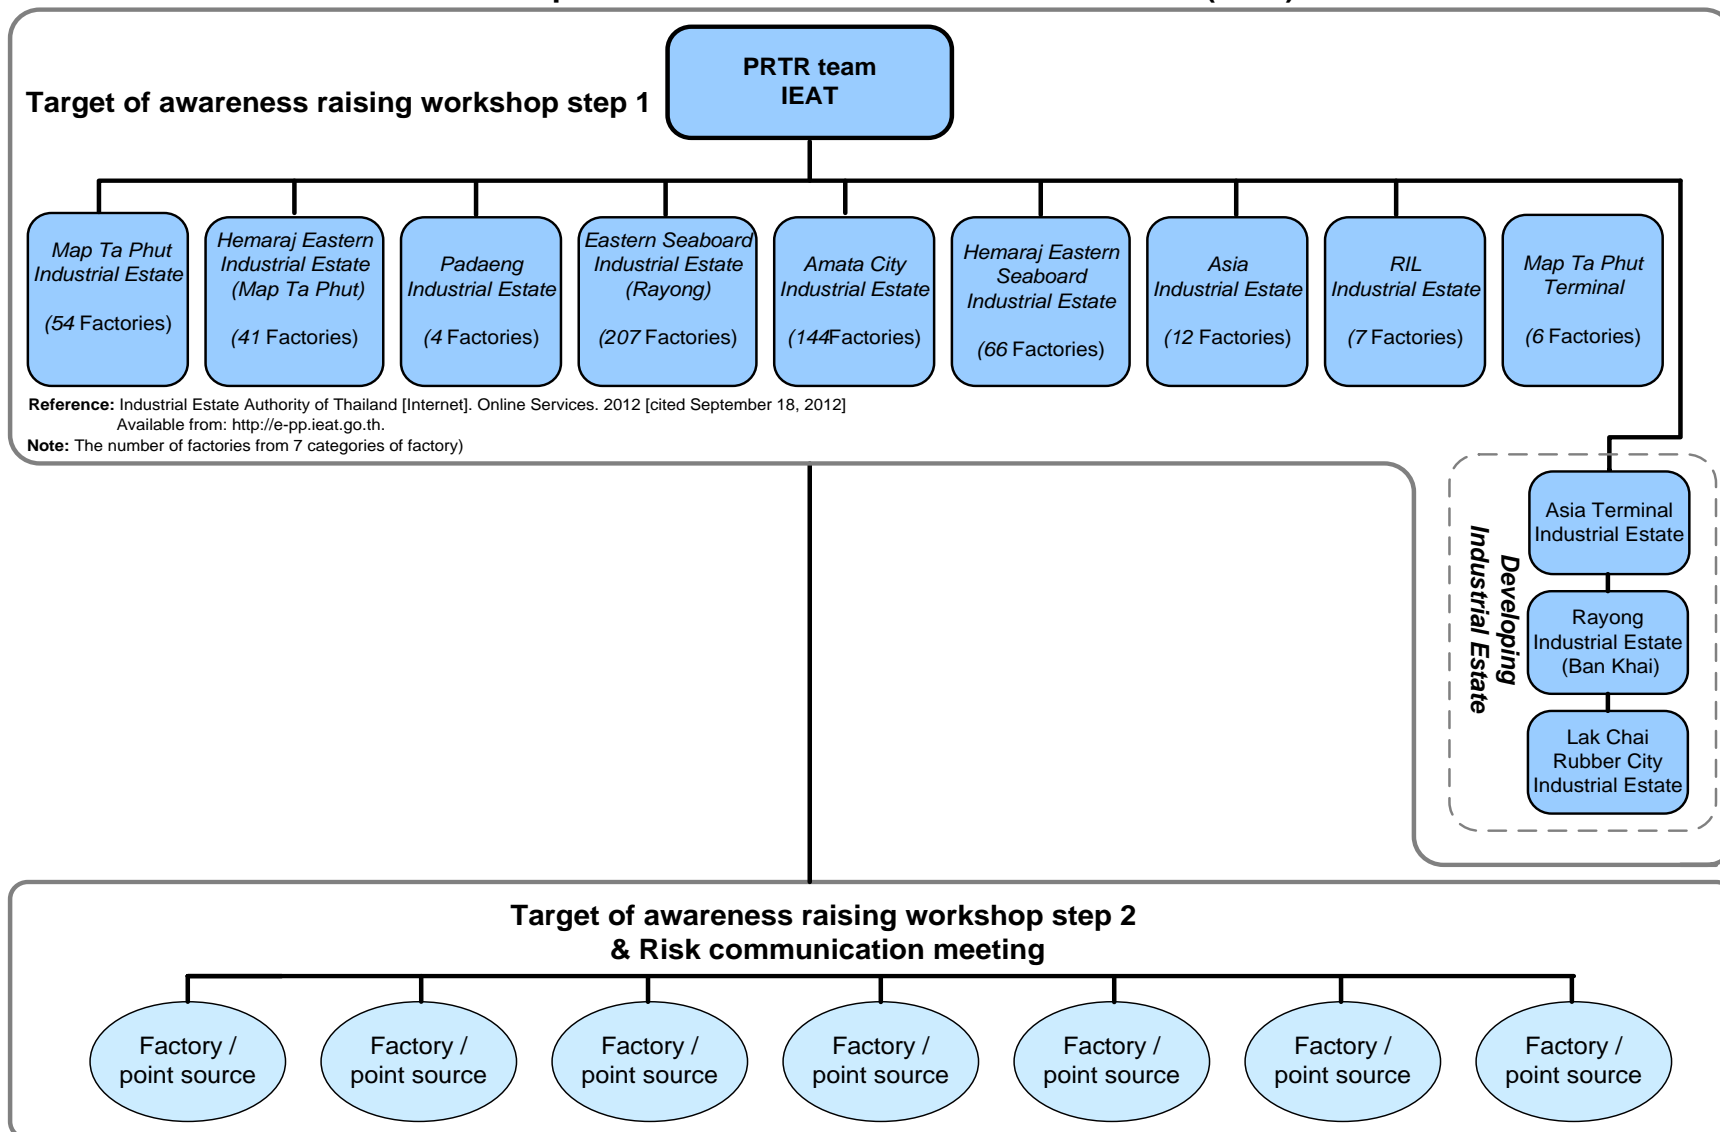 PRTR team
IEAT
Target of awareness raising workshop step 1
Map Ta Phut
Industrial Estate
(54 Factories)
Hemaraj Eastern
Industrial Estate
(Map Ta Phut)
(41 Factories)
Padaeng
Industrial Estate
(4 Factories)
Eastern Seaboard
Industrial Estate
(Rayong)
(207 Factories)
Amata City
Industrial Estate
(144Factories)
Hemaraj Eastern
Seaboard
Industrial Estate
(66 Factories)
Asia
Industrial Estate
(12 Factories)
RIL
Industrial Estate
(7 Factories)
Map Ta Phut
Terminal
(6 Factories)
Reference: Industrial Estate Authority of Thailand [Internet]. Online Services. 2012 [cited September 18, 2012]
Available from: http://e-pp.ieat.go.th.
Note: The number of factories from 7 categories of factory)
Developing
Industrial Estate
Asia Terminal
Industrial Estate
Rayong
Industrial Estate
(Ban Khai)
Lak Chai
Rubber City
Industrial Estate
Target of awareness raising workshop step 2
& Risk communication meeting
Factory /
point source
Factory /
point source
Factory /
point source
Factory /
point source
Factory /
point source
Factory /
point source
Factory /
point source